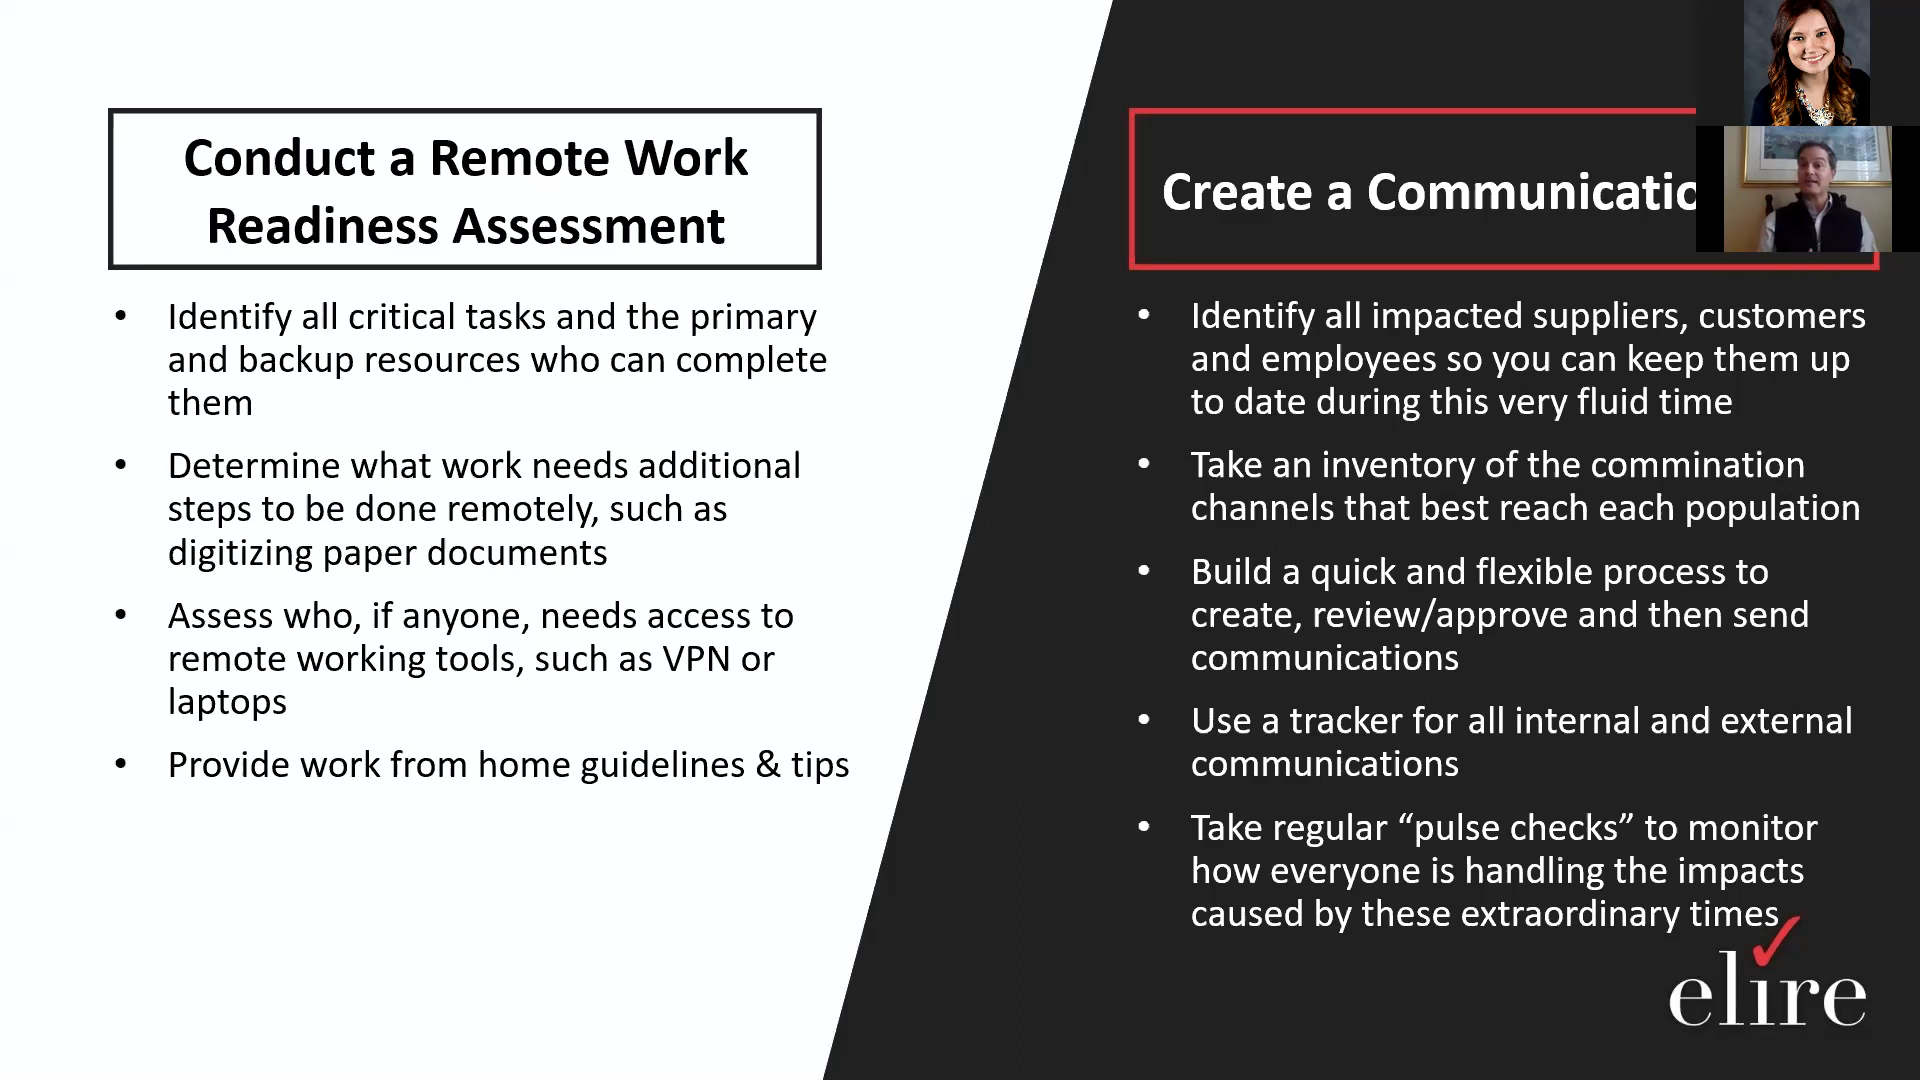 Conduct a Remote Work
Readiness Assessment
• Identify all critical tasks and the primary
and backup resources who can complete
them
• Determine what work needs additional
steps to be done remotely, such as
digitizing paper documents
• Assess who, if anyone, needs access to
remote working tools, such as VPN or
laptops
• Provide work from home guidelines & tips
Create a Communicatio
• Identify all impacted suppliers, customers
and employees so you can keep them up
to date during this very fluid time
• Take an inventory of the commination
channels that best reach each population
• Build a quick and flexible process to
create, review/approve and then send
communications
• Use a tracker for all internal and external
communications
• Take regular “pulse checks” to monitor
how everyone is handling the impacts
caused by these extraordinary times
elire